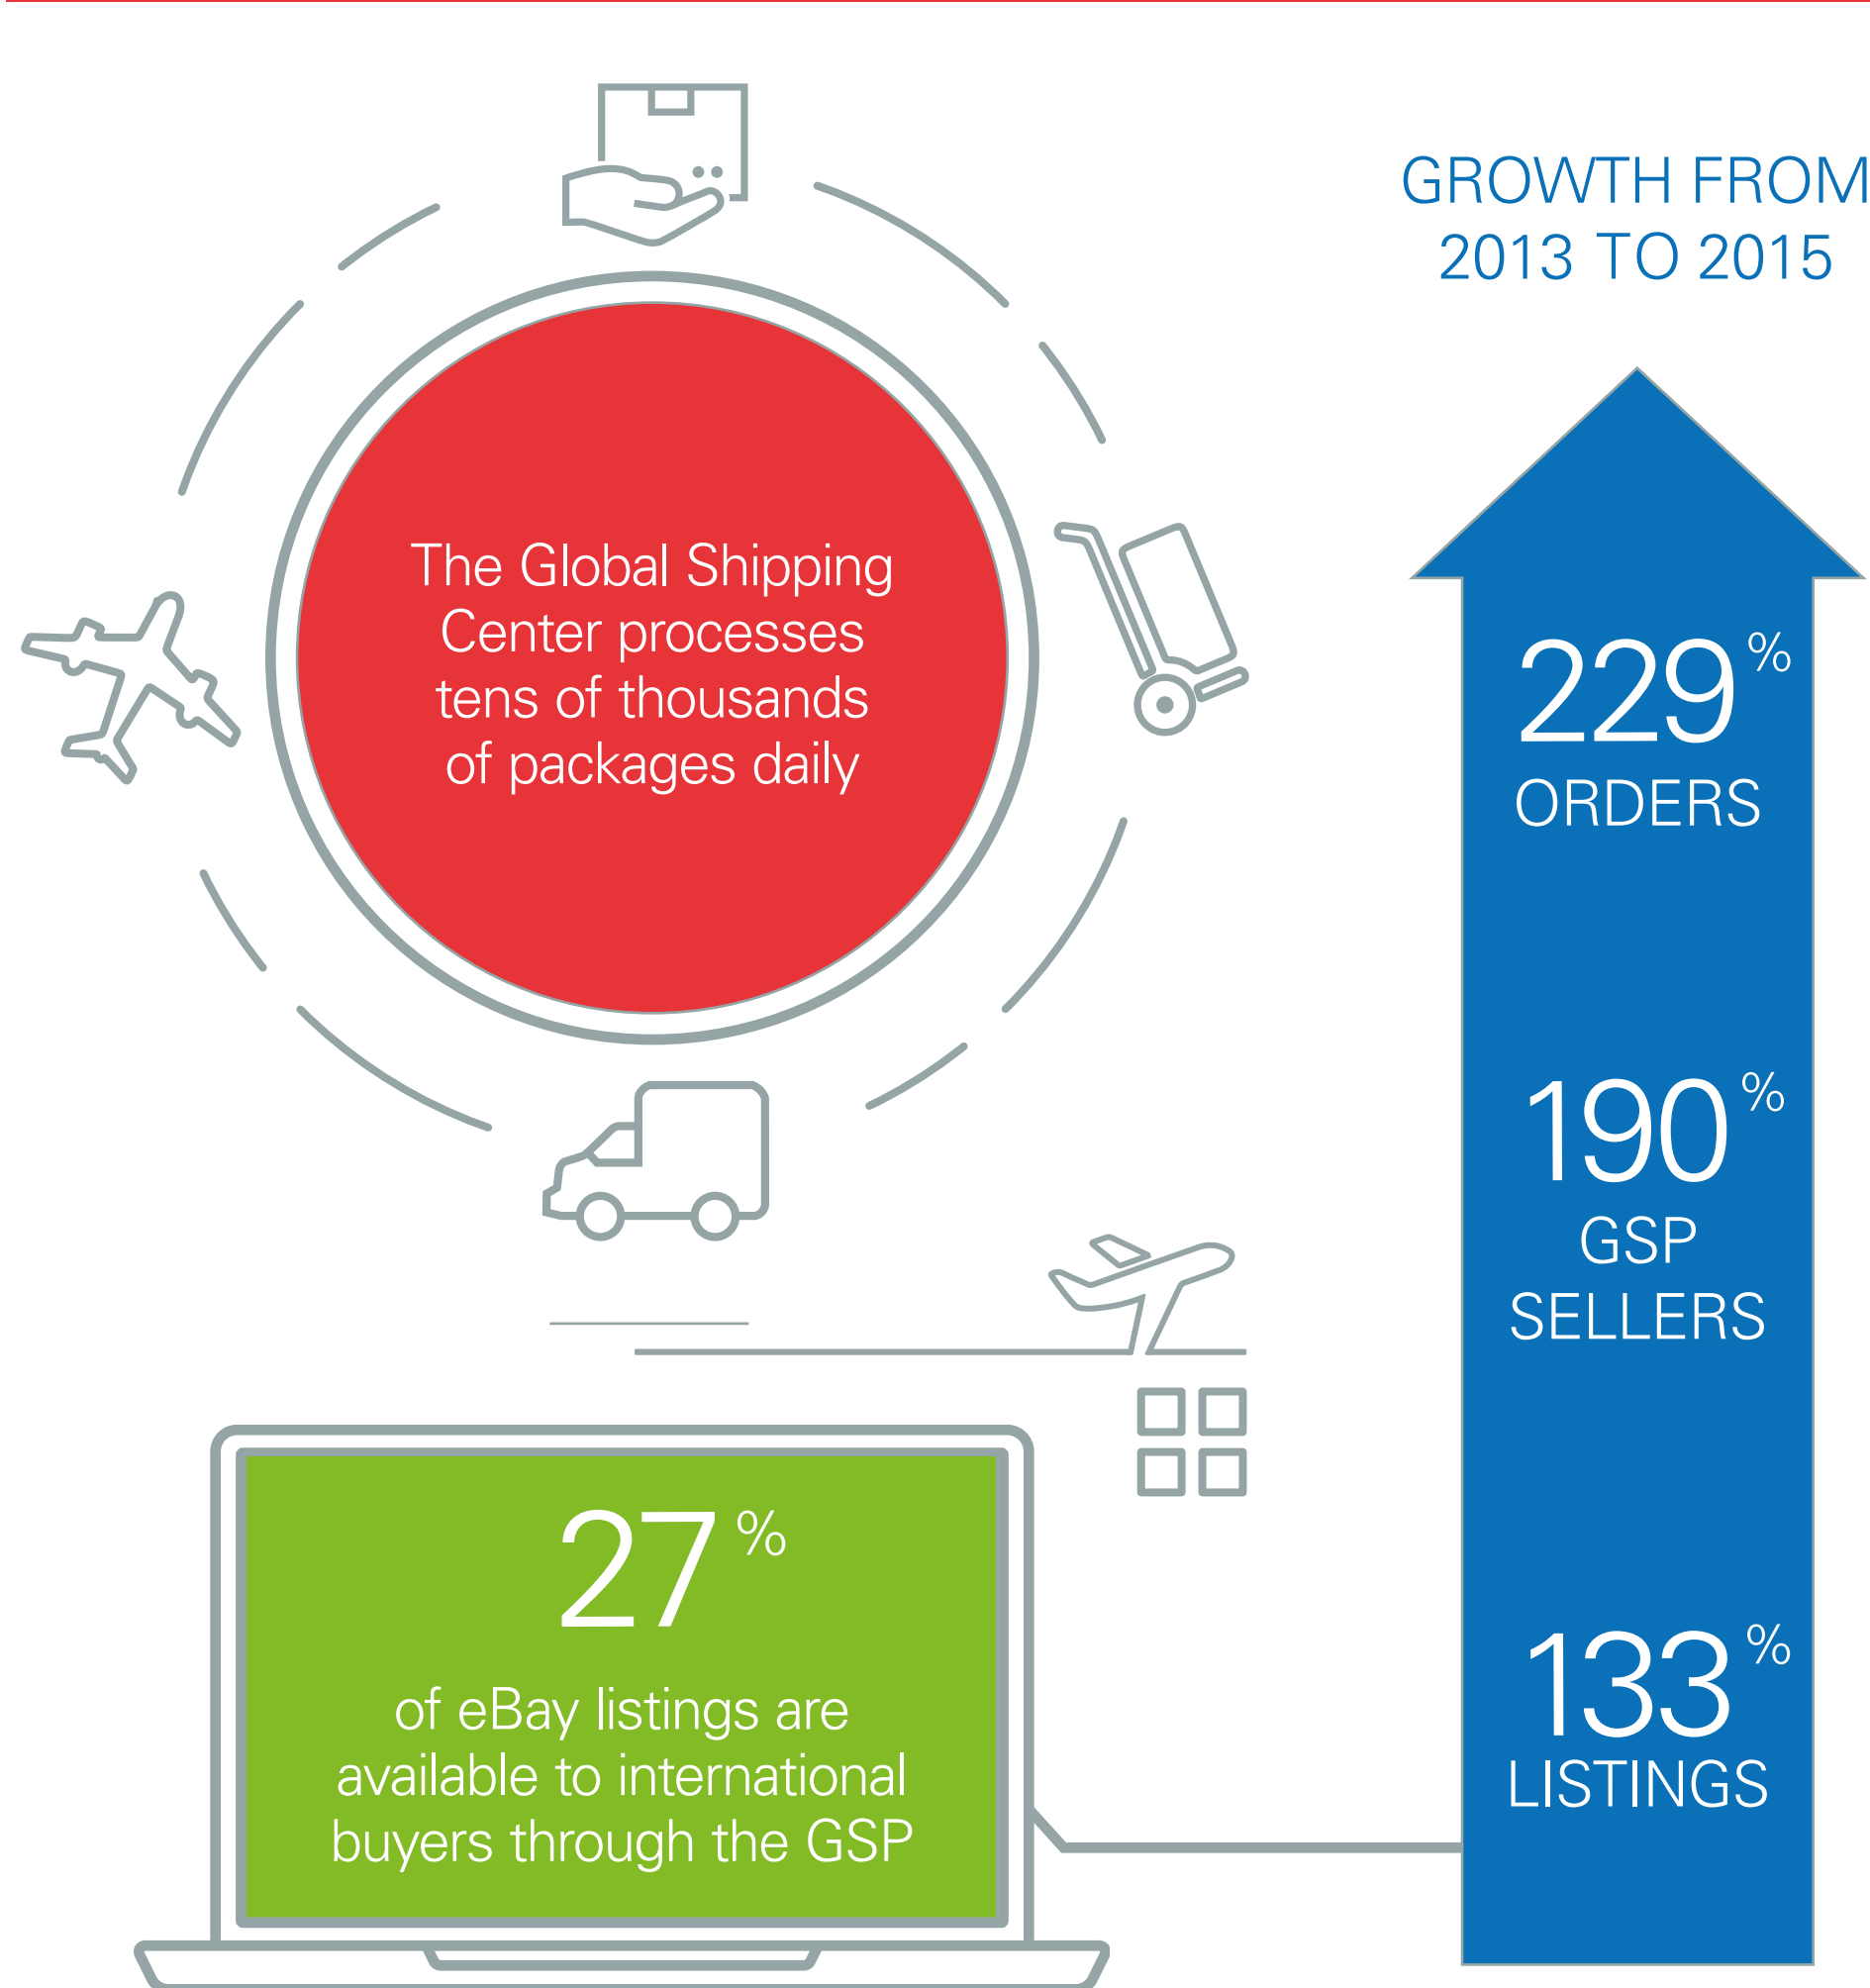 The Global Shipping
Center processes
tens of thousands
of packages daily
27%
of eBay listings are
available to international
buyers through the GSP
GROWTH FROM
2013 TO 2015
229%
ORDERS
190%
GSP
SELLERS
133%
LISTINGS